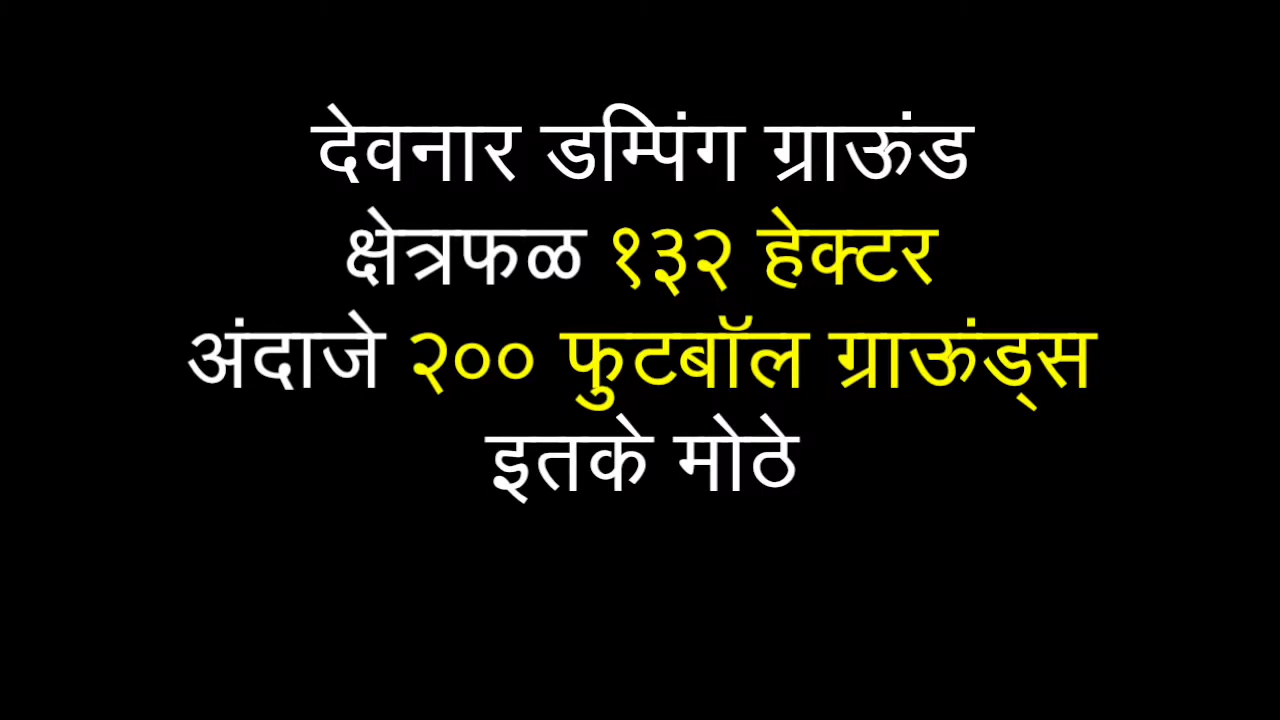 देवनार डम्पिंग ग्राऊंड
क्षेत्रफळ १३२ हेक्टर
अंदाजे २०० फुटबॉल ग्राऊंड्स
इतके मोठे